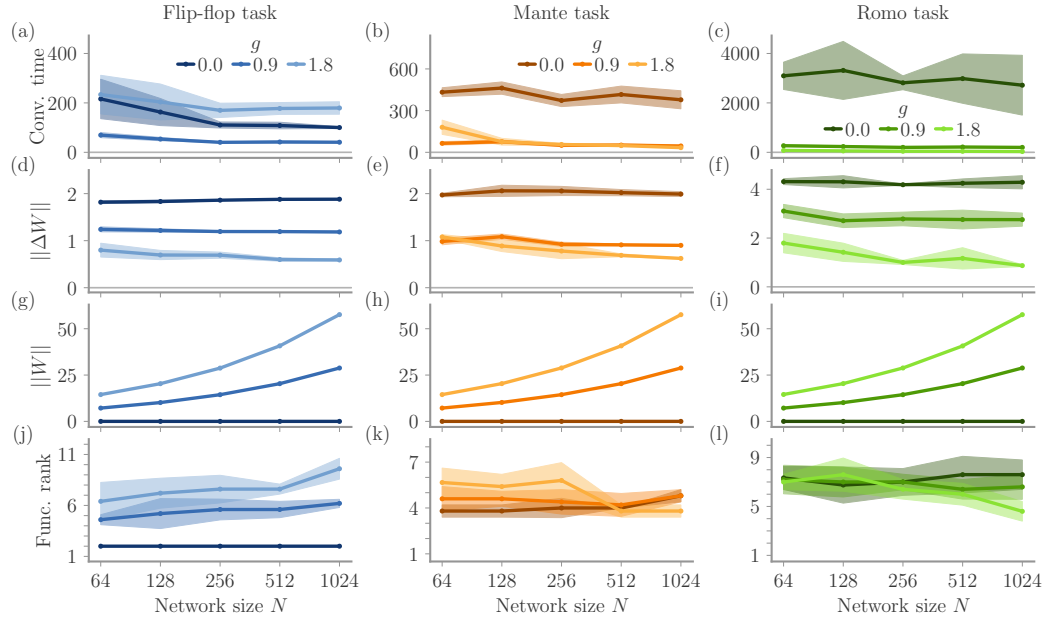 Flip-flop task
Mante task
Romo task
(a)
(b)
(c)
Conv. time
400
200
0
g
0.0 0.9 1.8
600
300
0
g
0.0 0.9 1.8
4000
2000
0
g
0.0 0.9 1.8
(d)
(e)
(f)
||ΔW||
2
1
0
2
1
0
4
2
0
(g)
(h)
(i)
||W||
50
25
0
50
25
0
50
25
0
(j)
(k)
(l)
Func. rank
11
6
1
7
4
1
9
5
1
64 128 256 512 1024
64 128 256 512 1024
64 128 256 512 1024
Network size N
Network size N
Network size N